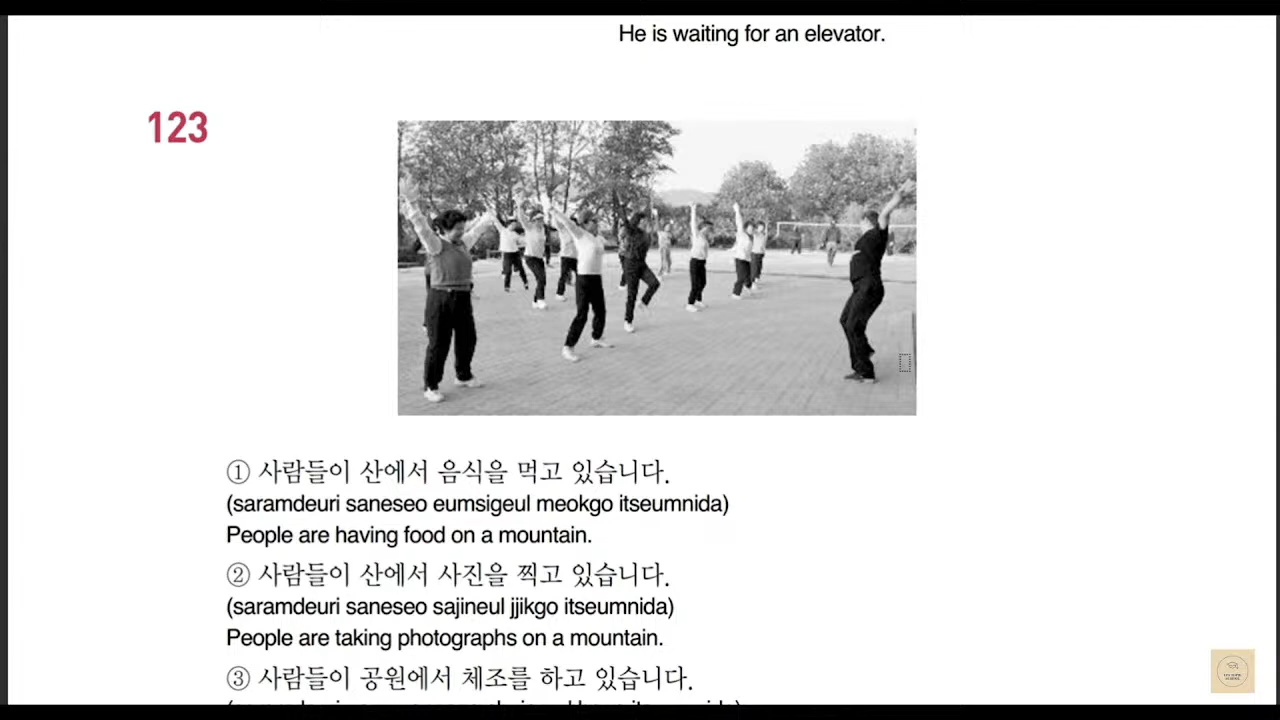 He is waiting for an elevator.
123
① 사람들이 산에서 음식을 먹고 있습니다.
(saramdeuri saneseo eumsigeul meokgo itseumnida)
People are having food on a mountain.
② 사람들이 산에서 사진을 찍고 있습니다.
(saramdeuri saneseo sajineul jjikgo itseumnida)
People are taking photographs on a mountain.
③ 사람들이 공원에서 체조를 하고 있습니다.